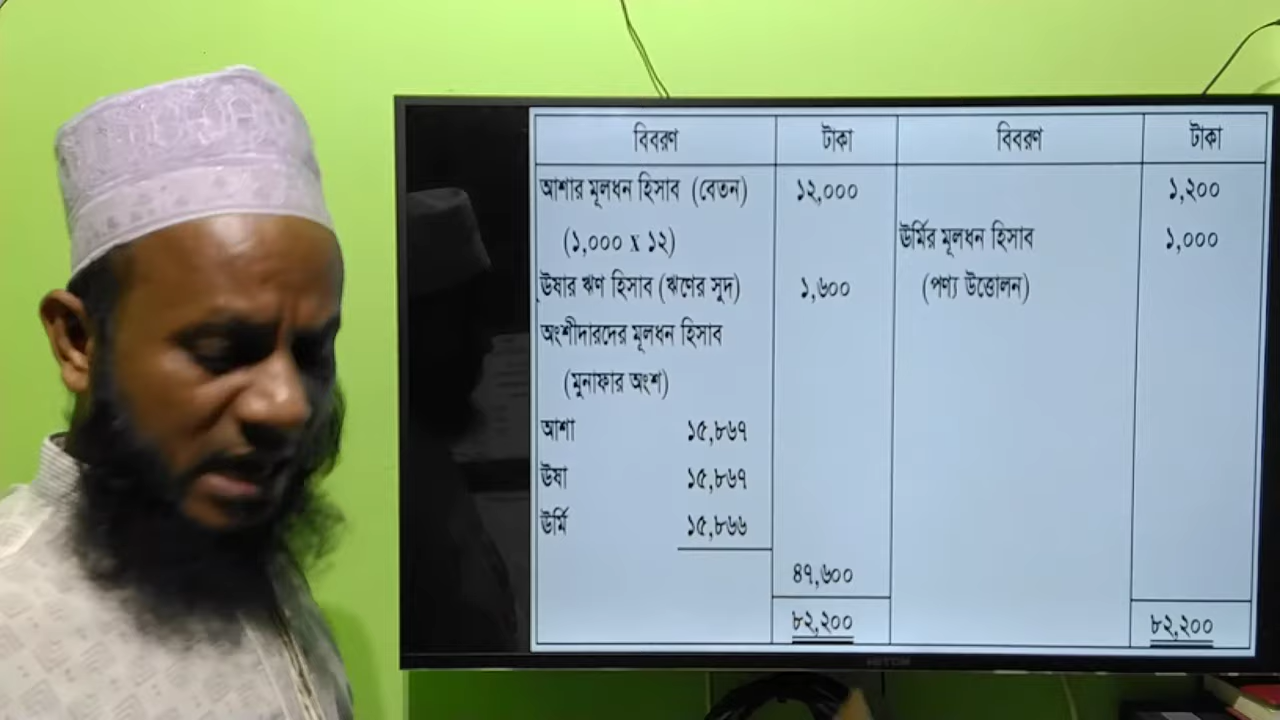 বিবরণ টাকা বিবরণ টাকা
আশার মূলধন হিসাব (বেতন) ১২,০০০ ১,২০০
(১,০০০ x ১২) ঊর্মির মূলধন হিসাব ১,০০০
ঊষার ঋণ হিসাব (ঋণের সুদ) ১,৬০০ (পণ্য উত্তোলন)
অংশীদারদের মূলধন হিসাব
(মুনাফার অংশ)
আশা ১৫,৮৬৭
ঊষা ১৫,৮৬৭
ঊর্মি ১৫,৮৬৬
৪৭,৬০০
৮২,২০০ ৮২,২০০